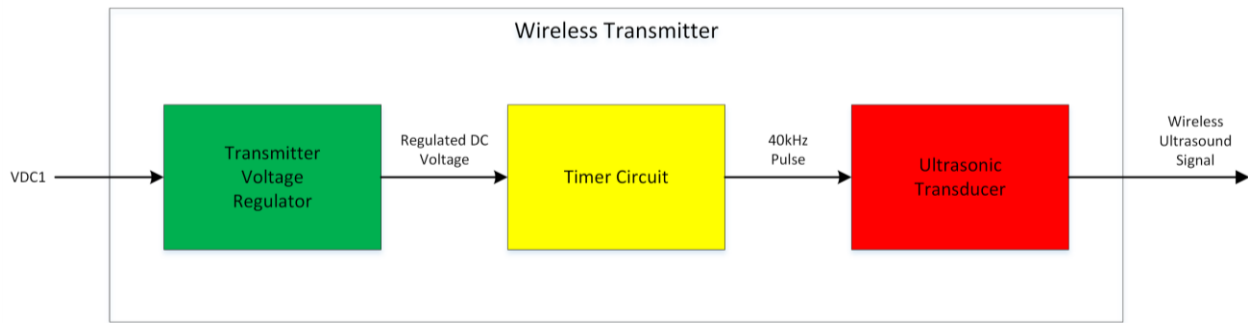 Wireless Transmitter
VDC1
Transmitter
Voltage
Regulator
Regulated DC
Voltage
Timer Circuit
40kHz
Pulse
Ultrasonic
Transducer
Wireless
Ultrasound
Signal